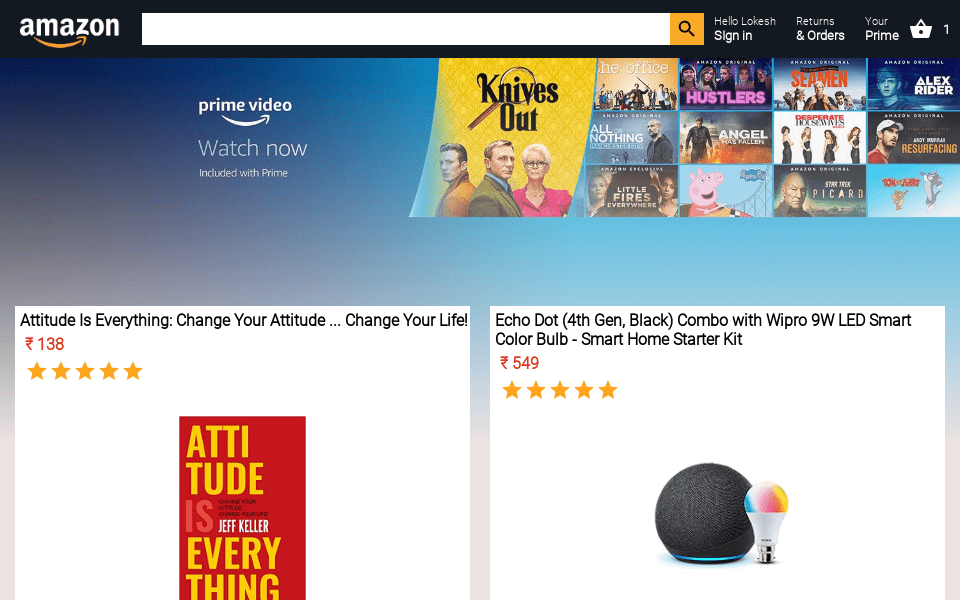 amazon
Hello Lokesh
Sign in
Returns
& Orders
Your
Prime
1
prime video
Watch now
Included with Prime
Knives
Out
the office
AMAZON ORIGINAL
HUSTLERS
AMAZON ORIGINAL
SEAMEN
AMAZON ORIGINAL
ALEX
RIDER
AMAZON ORIGINAL
ALL OR
NOTHING
MANCHESTER CITY
ANGEL
HAS FALLEN
DESPERATE
HOUSEWIVES
AMAZON ORIGINAL
ANDY MURRAY
RESURFACING
AMAZON EXCLUSIVE
LITTLE
FIRES
EVERYWHERE
Peppa Pig
AMAZON ORIGINAL
STAR TREK
PICARD
TOM and JERRY
Attitude Is Everything: Change Your Attitude ... Change Your Life!
₹ 138
ATTI
TUDE
IS
CHANGE YOUR
ATTITUDE ...
CHANGE YOUR LIFE!
JEFF KELLER
EVERY
THING
Echo Dot (4th Gen, Black) Combo with Wipro 9W LED Smart
Color Bulb - Smart Home Starter Kit
₹ 549